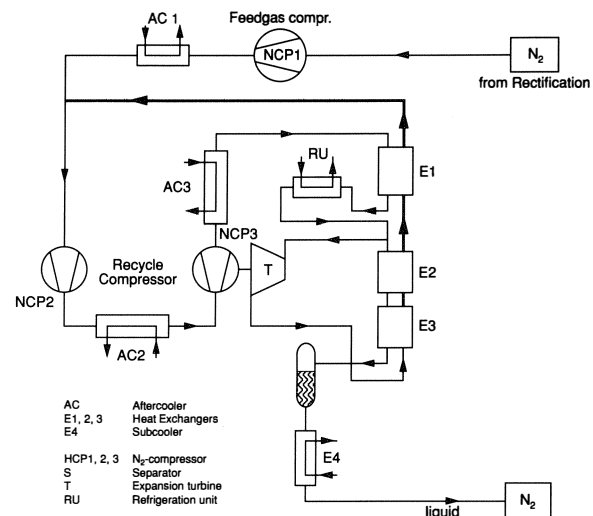 AC 1
Feedgas compr.
NCP1
N2
from Rectification
RU
E1
AC3
NCP3
Recycle
Compressor
T
E2
NCP2
E3
AC2
AC Aftercooler
E1, 2, 3 Heat Exchangers
E4 Subcooler
E4
HCP1, 2, 3 N2-compressor
S Separator
T Expansion turbine
RU Refrigeration unit
liquid
N2